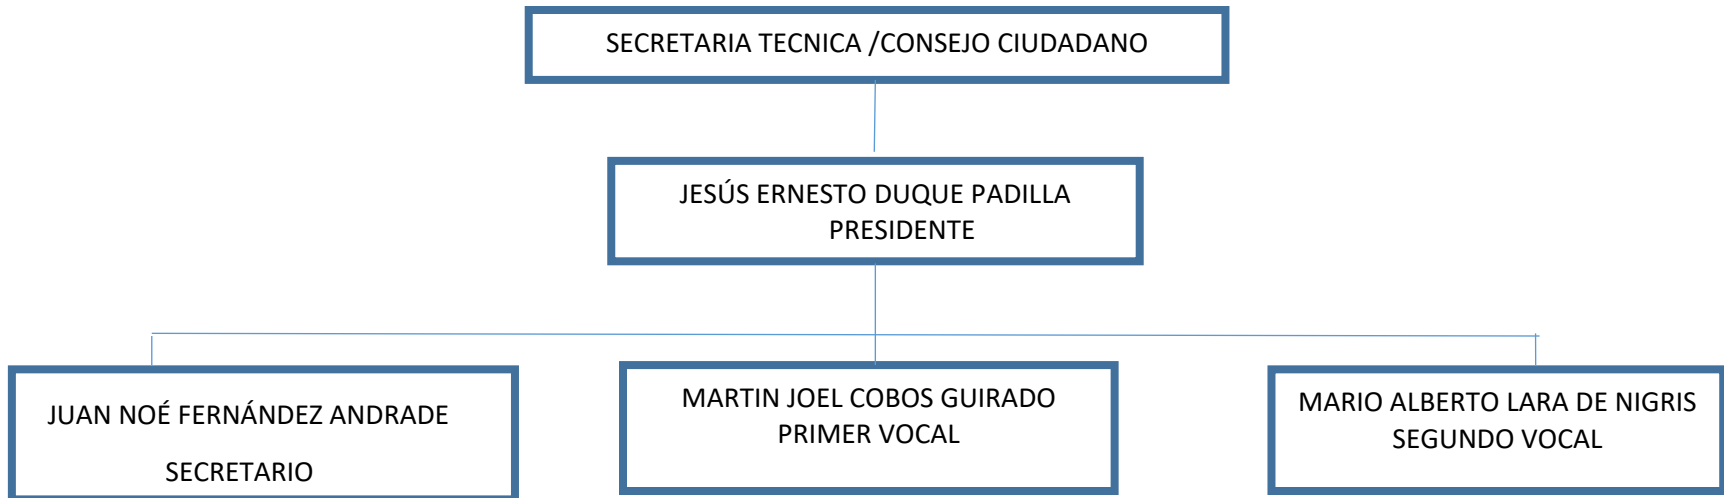 SECRETARIA TECNICA /CONSEJO CIUDADANO
JESÚS ERNESTO DUQUE PADILLA
PRESIDENTE
JUAN NOÉ FERNÁNDEZ ANDRADE
SECRETARIO
MARTIN JOEL COBOS GUIRADO
PRIMER VOCAL
MARIO ALBERTO LARA DE NIGRIS
SEGUNDO VOCAL